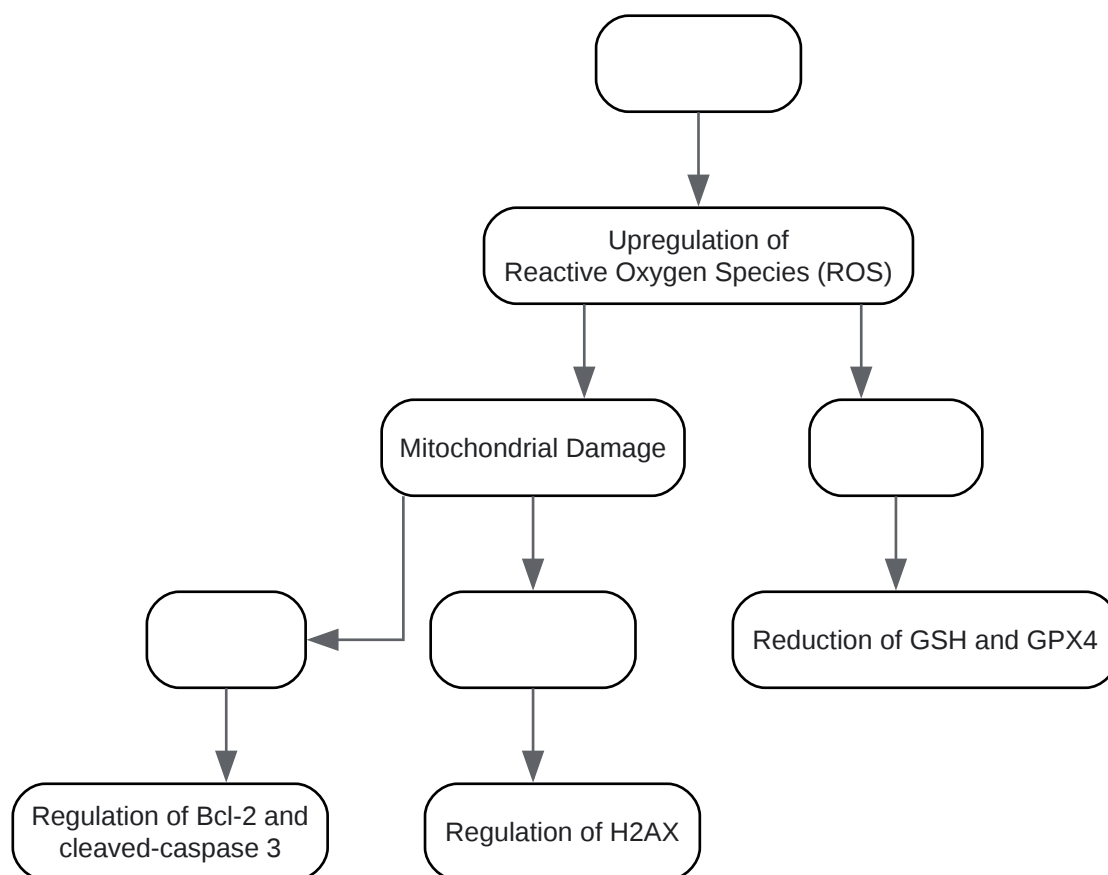 Upregulation of
Reactive Oxygen Species (ROS)
Mitochondrial Damage
Reduction of GSH and GPX4
Regulation of Bcl-2 and
cleaved-caspase 3
Regulation of H2AX